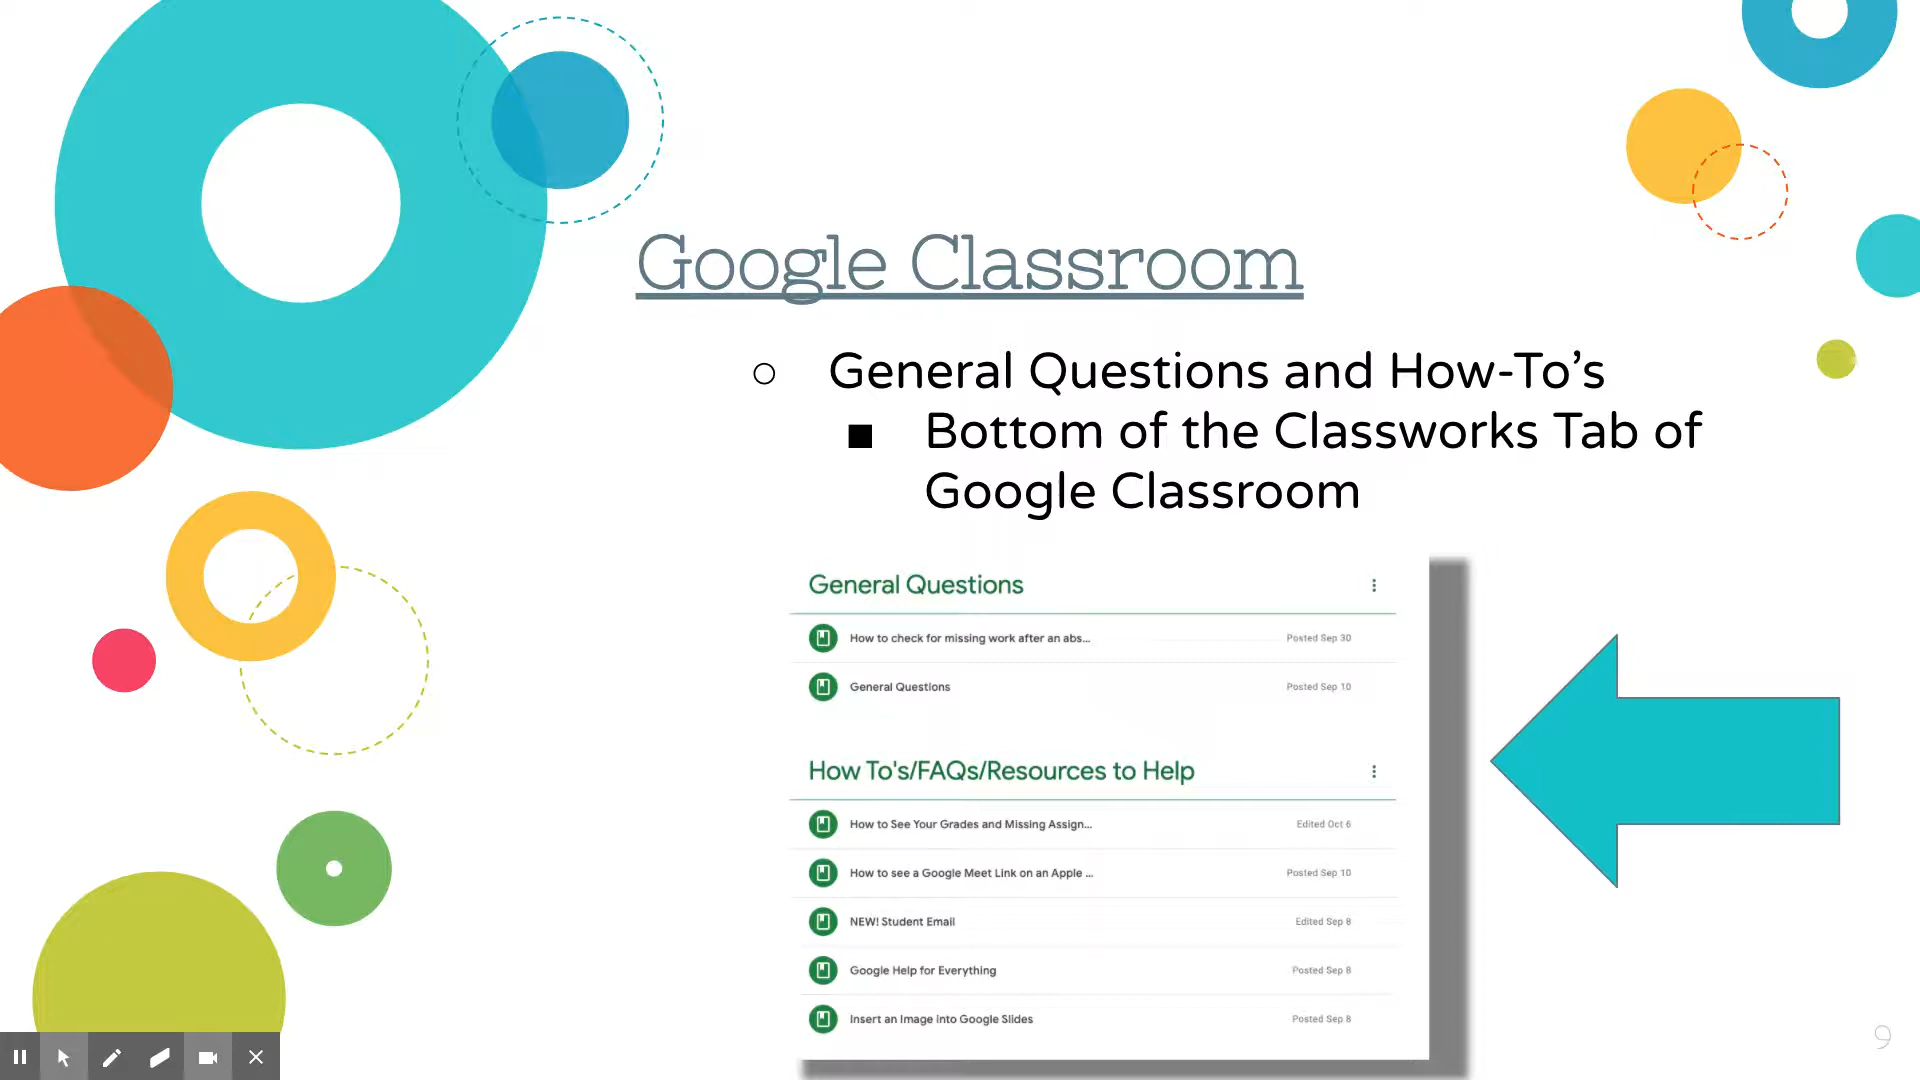 Google Classroom
○ General Questions and How-To’s
■ Bottom of the Classworks Tab of
Google Classroom
General Questions
How to check for missing work after an abs... Posted Sep 30
General Questions Posted Sep 10
How To's/FAQs/Resources to Help
How to See Your Grades and Missing Assign... Edited Oct 6
How to see a Google Meet Link on an Apple ... Posted Sep 10
NEW! Student Email Edited Sep 8
Google Help for Everything Posted Sep 8
Insert an Image into Google Slides Posted Sep 8
9